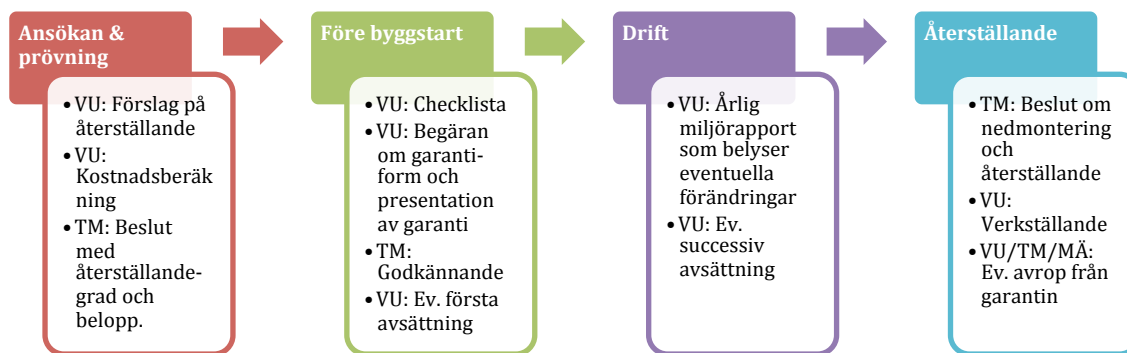 Ansökan &
prövning
• VU: Förslag på
återställande
• VU:
Kostnadsberäk
ning
• TM: Beslut
med
återställande-
grad och
belopp.
Före byggstart
• VU: Checklista
• VU: Begäran
om garanti-
form och
presentation
av garanti
• TM:
Godkännande
• VU: Ev. första
avsättning
Drift
• VU: Årlig
miljörapport
som belyser
eventuella
förändringar
• VU: Ev.
successiv
avsättning
Återställande
• TM: Beslut om
nedmontering
och
återställande
• VU:
Verkställande
• VU/TM/MÄ:
Ev. avrop från
garantin